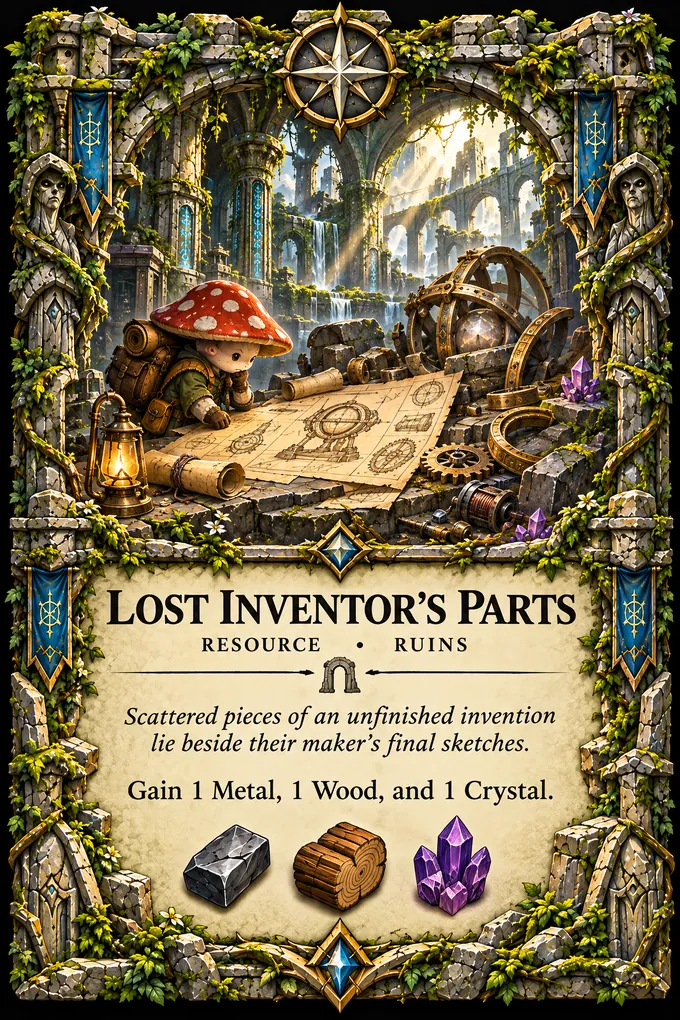 Lost Inventor's Parts
RESOURCE • RUINS
Scattered pieces of an unfinished invention
lie beside their maker's final sketches.
Gain 1 Metal, 1 Wood, and 1 Crystal.